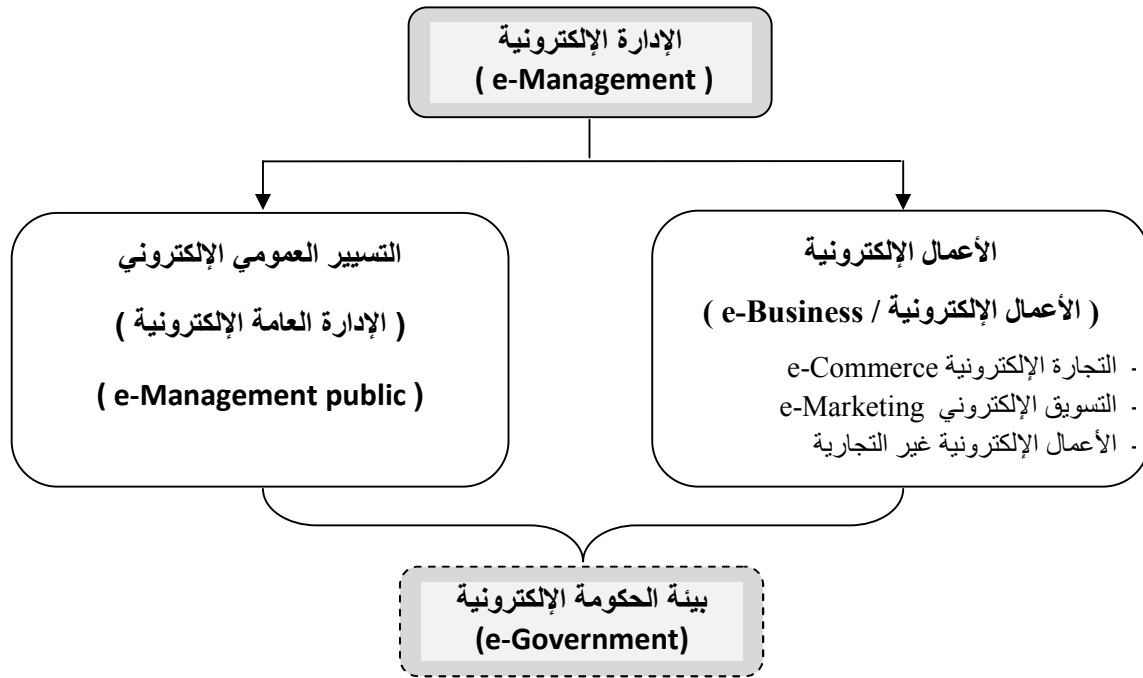 الإدارة الإلكترونية
( e-Management )
الأعمال الإلكترونية
( الأعمال الإلكترونية / e-Business )
- التجارة الإلكترونية e-Commerce
- التسويق الإلكتروني e-Marketing
- الأعمال الإلكترونية غير التجارية
التسيير العمومي الإلكتروني
( الإدارة العامة الإلكترونية )
( e-Management public )
بيئة الحكومة الإلكترونية
(e-Government)